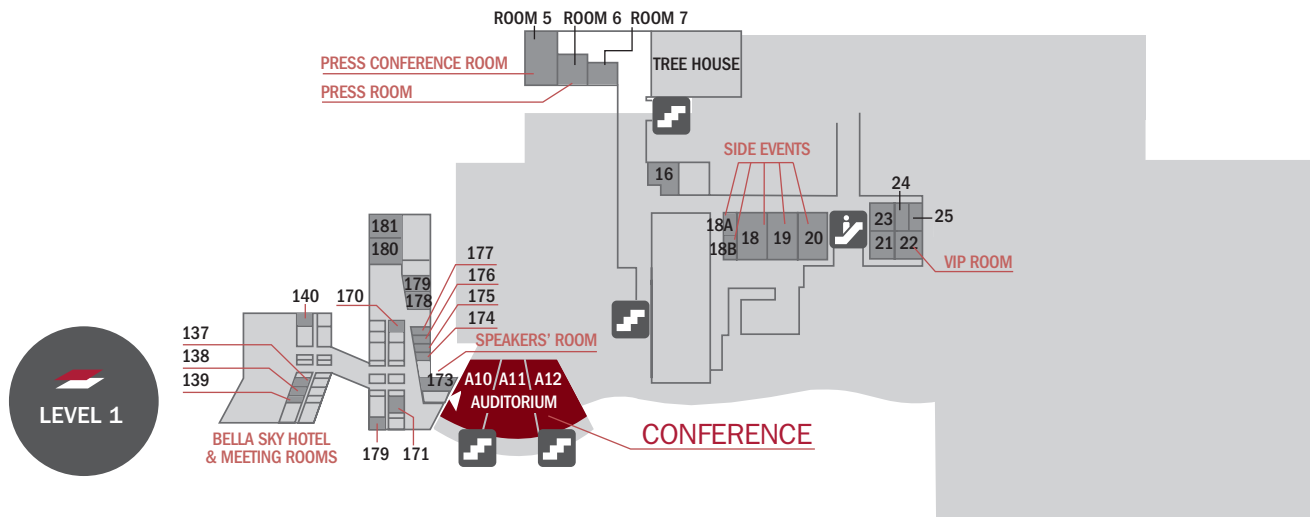 ROOM 5
ROOM 6
ROOM 7
PRESS CONFERENCE ROOM
TREE HOUSE
PRESS ROOM
SIDE EVENTS
16
24
18A
18B
18
19
20
23
25
21
22
VIP ROOM
181
180
177
179
178
176
175
174
140
170
137
138
139
SPEAKERS' ROOM
173
A10
A11
A12
AUDITORIUM
LEVEL 1
CONFERENCE
BELLA SKY HOTEL
& MEETING ROOMS
179
171